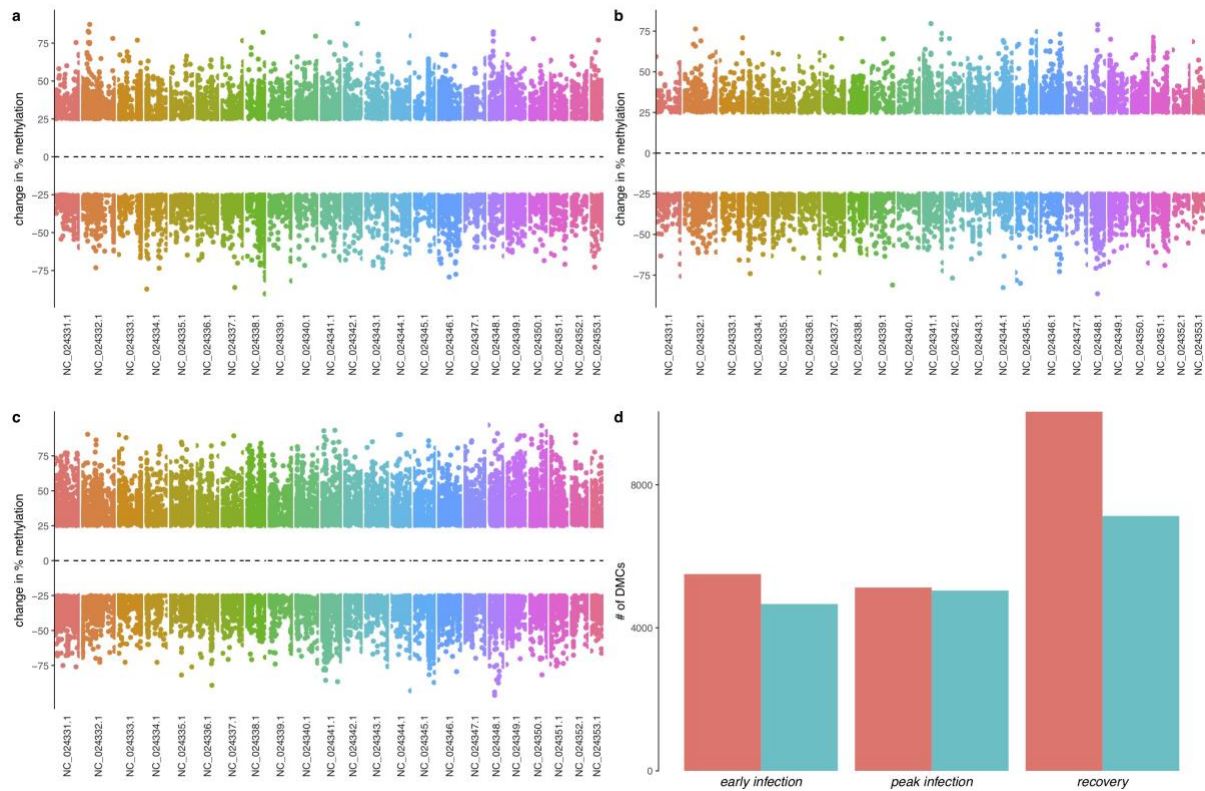 a
change in % methylation
75
50
25
0
−25
−50
−75
NC_024331.1
NC_024332.1
NC_024333.1
NC_024334.1
NC_024335.1
NC_024336.1
NC_024337.1
NC_024338.1
NC_024339.1
NC_024340.1
NC_024341.1
NC_024342.1
NC_024343.1
NC_024344.1
NC_024345.1
NC_024346.1
NC_024347.1
NC_024348.1
NC_024349.1
NC_024350.1
NC_024351.1
NC_024352.1
NC_024353.1
b
change in % methylation
75
50
25
0
−25
−50
−75
NC_024331.1
NC_024332.1
NC_024333.1
NC_024334.1
NC_024335.1
NC_024336.1
NC_024337.1
NC_024338.1
NC_024339.1
NC_024340.1
NC_024341.1
NC_024342.1
NC_024343.1
NC_024344.1
NC_024345.1
NC_024346.1
NC_024347.1
NC_024348.1
NC_024349.1
NC_024350.1
NC_024351.1
NC_024352.1
NC_024353.1
c
change in % methylation
75
50
25
0
−25
−50
−75
NC_024331.1
NC_024332.1
NC_024333.1
NC_024334.1
NC_024335.1
NC_024336.1
NC_024337.1
NC_024338.1
NC_024339.1
NC_024340.1
NC_024341.1
NC_024342.1
NC_024343.1
NC_024344.1
NC_024345.1
NC_024346.1
NC_024347.1
NC_024348.1
NC_024349.1
NC_024350.1
NC_024351.1
NC_024352.1
NC_024353.1
d
# of DMCs
8000
4000
0
early infection
peak infection
recovery